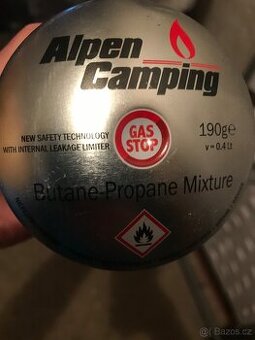 Alpen
Camping
NEW SAFETY TECHNOLOGY
WITH INTERNAL LEAKAGE LIMITER
GAS
STOP
190g℮
v = 0.4 Lt
Butane-Propane Mixture
Bazos.cz